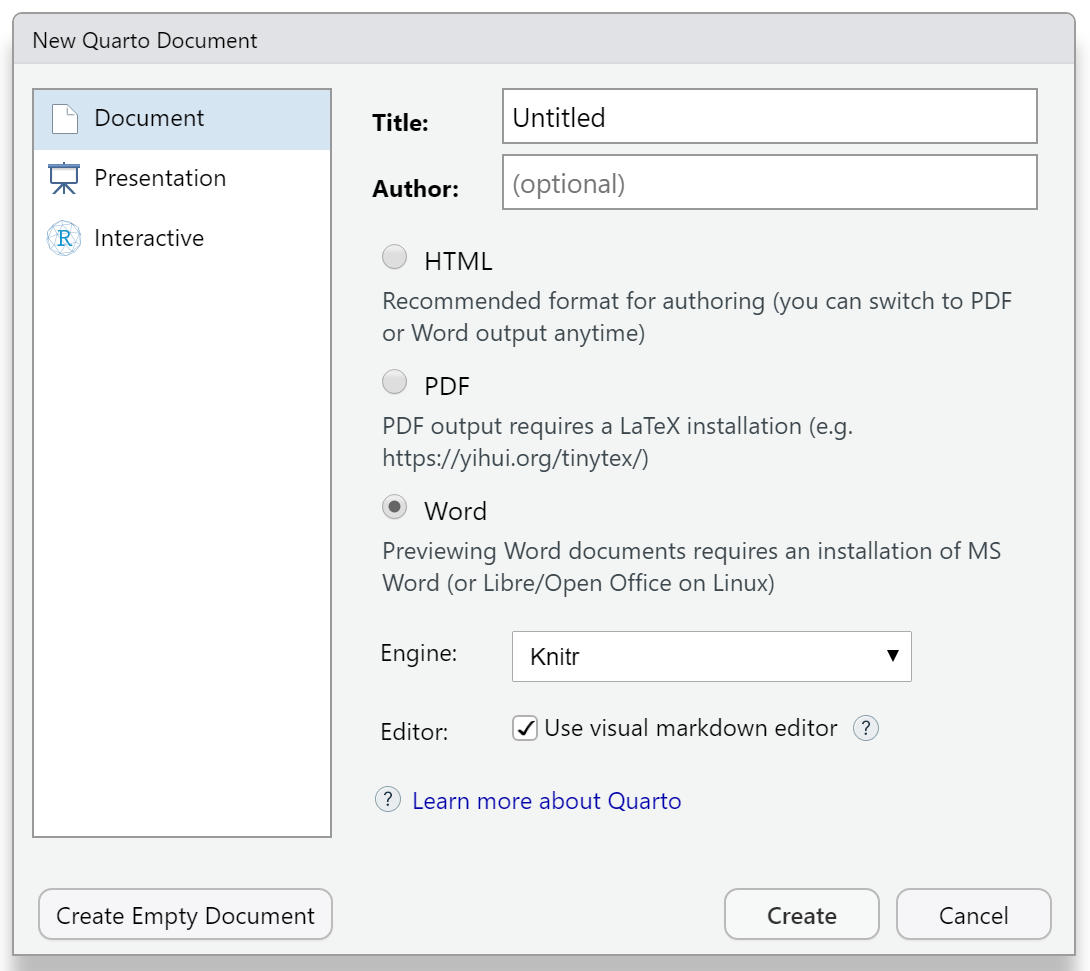 New Quarto Document
Document
Presentation
R Interactive
Title: Untitled
Author: (optional)
HTML
Recommended format for authoring (you can switch to PDF
or Word output anytime)
PDF
PDF output requires a LaTeX installation (e.g.
https://yihui.org/tinytex/)
Word
Previewing Word documents requires an installation of MS
Word (or Libre/Open Office on Linux)
Engine: Knitr
Editor: Use visual markdown editor ?
? Learn more about Quarto
Create Empty Document Create Cancel